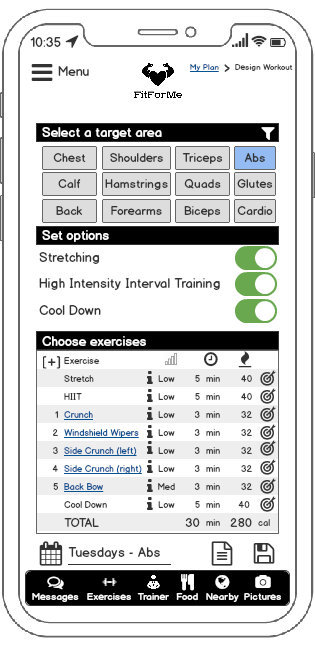 10:35
Menu
FitForMe
My Plan > Design Workout
Select a target area
Chest Shoulders Triceps Abs
Calf Hamstrings Quads Glutes
Back Forearms Biceps Cardio
Set options
Stretching
High Intensity Interval Training
Cool Down
Choose exercises
[+] Exercise
Stretch i Low 5 min 40
HIIT i Low 5 min 40
1 Crunch i Low 3 min 32
2 Windshield Wipers i Low 3 min 32
3 Side Crunch (left) i Low 3 min 32
4 Side Crunch (right) i Low 3 min 32
5 Back Bow i Med 3 min 32
Cool Down i Low 5 min 40
TOTAL 30 min 280 cal
Tuesdays - Abs
Messages Exercises Trainer Food Nearby Pictures